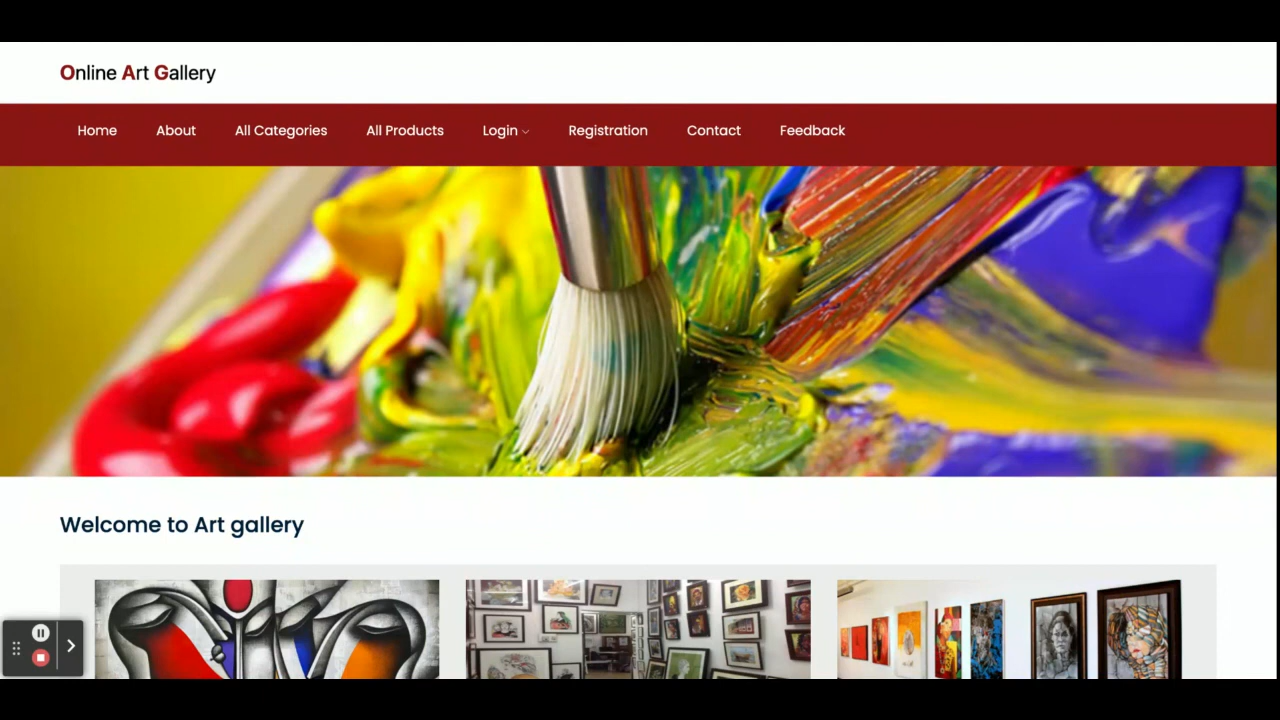 Online Art Gallery
Home About All Categories All Products Login Registration Contact Feedback
Welcome to Art gallery